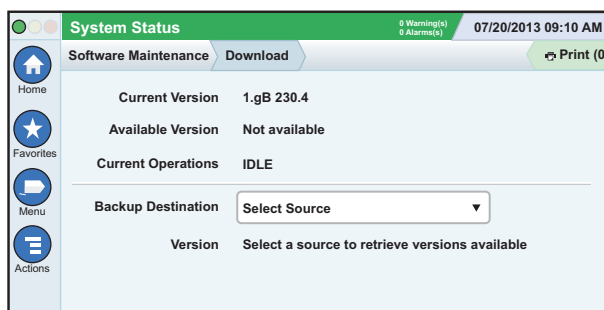 System Status
0 Warning(s)
0 Alarms(s)
07/20/2013 09:10 AM
Software Maintenance
Download
Print (0
Home
Favorites
Menu
Actions
Current Version 1.gB 230.4
Available Version Not available
Current Operations IDLE
Backup Destination Select Source
Version Select a source to retrieve versions available